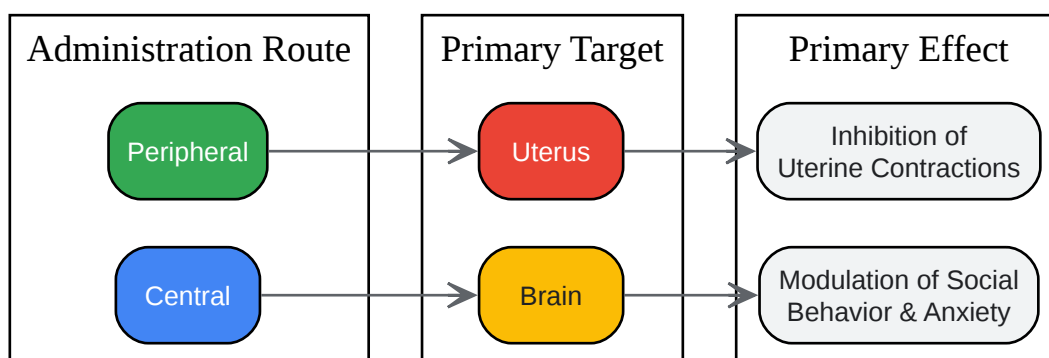 Administration Route
Primary Target
Primary Effect
Peripheral
Uterus
Inhibition of
Uterine Contractions
Central
Brain
Modulation of Social
Behavior & Anxiety